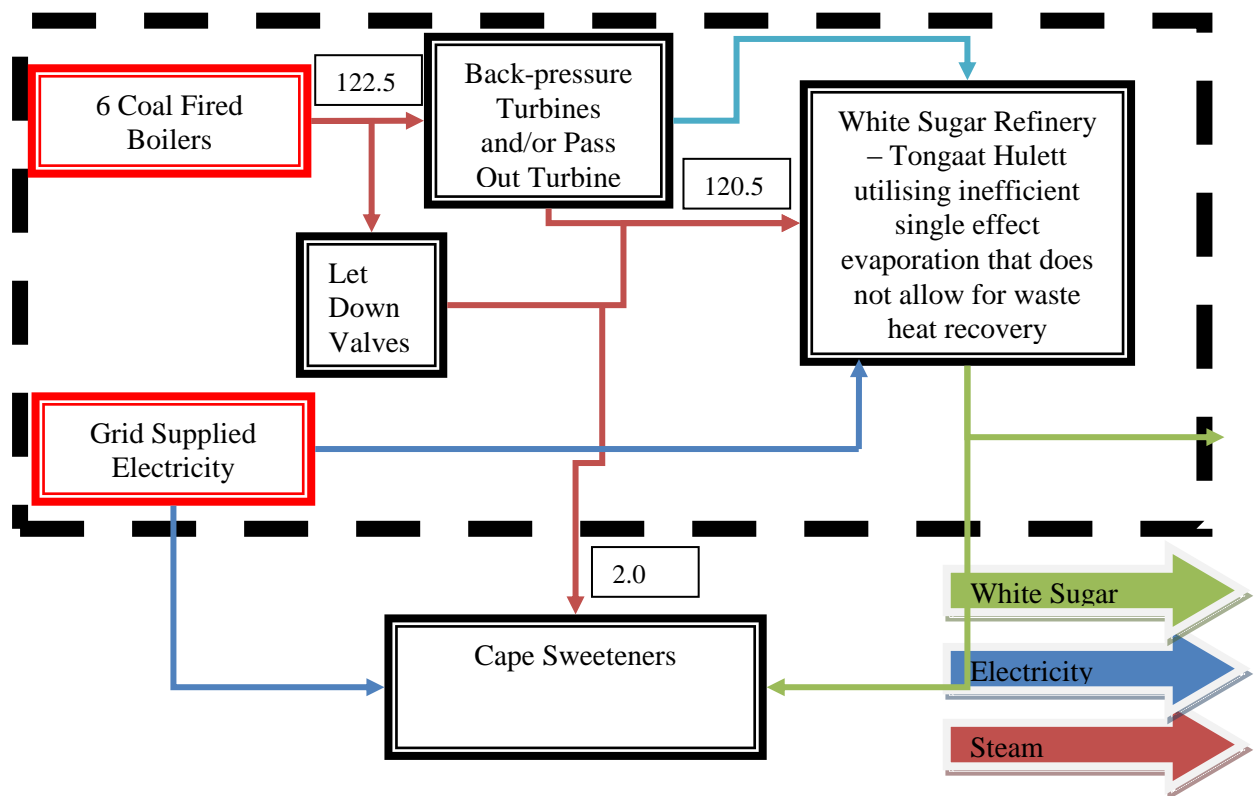 6 Coal Fired
Boilers
122.5
Back-pressure
Turbines
and/or Pass
Out Turbine
120.5
White Sugar Refinery
– Tongaat Hulett
utilising inefficient
single effect
evaporation that does
not allow for waste
heat recovery
Let
Down
Valves
Grid Supplied
Electricity
2.0
Cape Sweeteners
White Sugar
Electricity
Steam